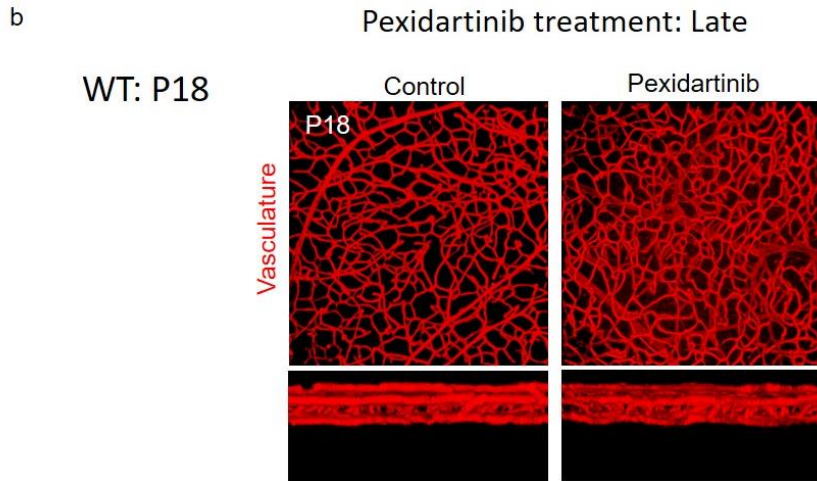 b
Pexidartinib treatment: Late
WT: P18
Control
Pexidartinib
P18
Vasculature